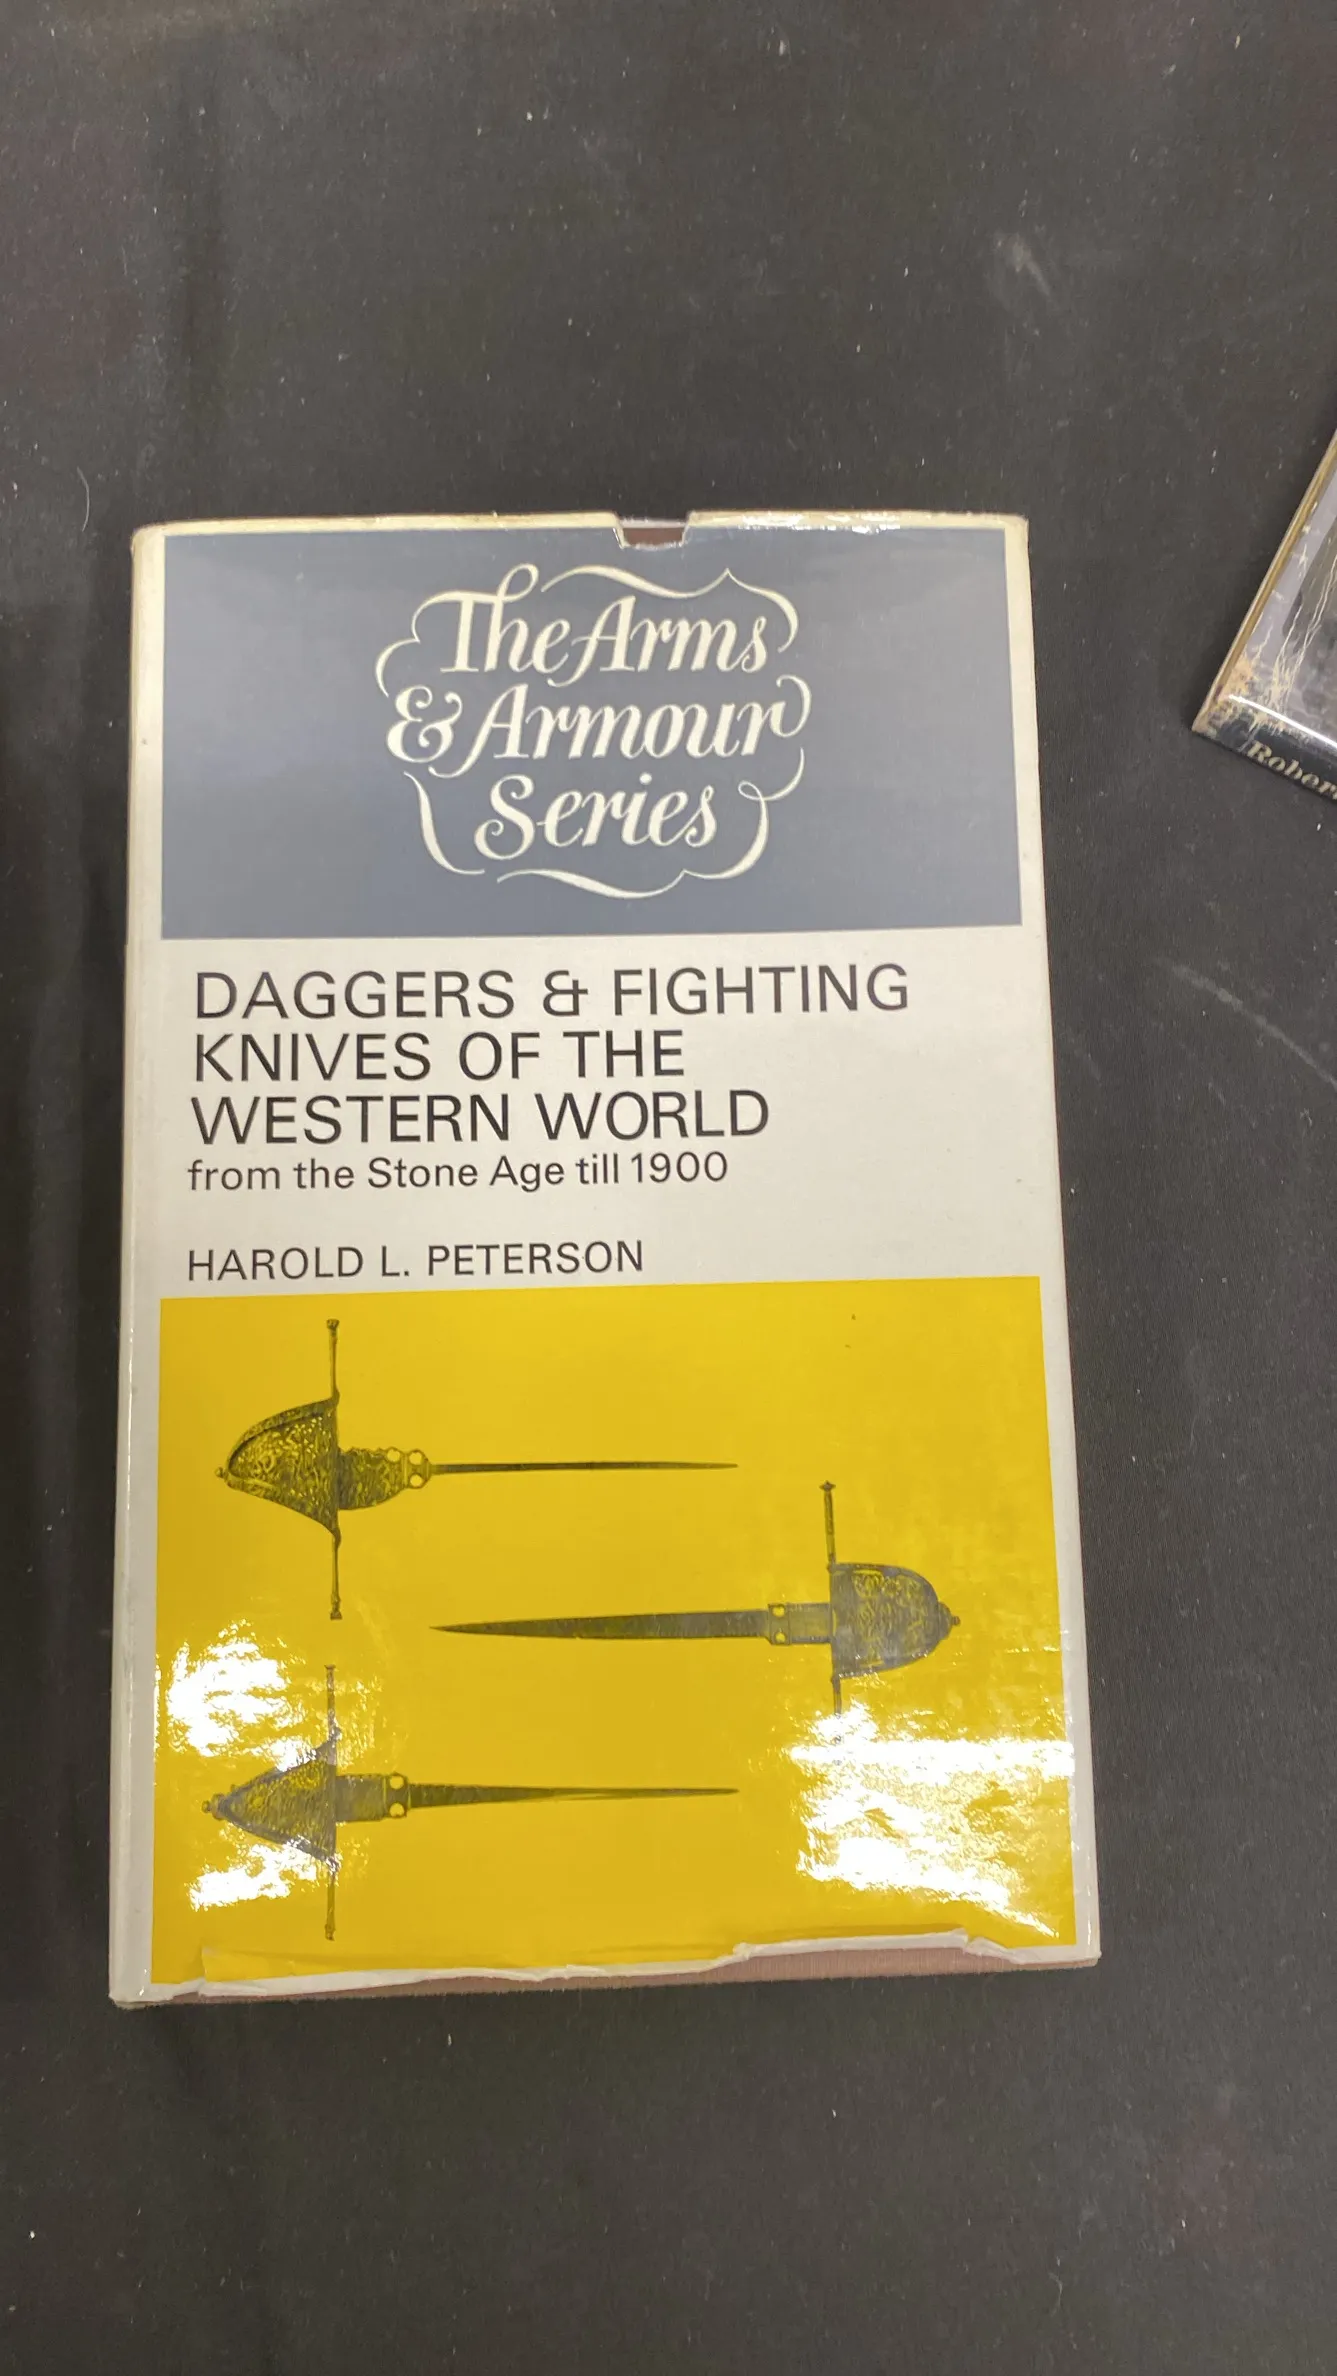 The Arms
& Armour
Series
DAGGERS & FIGHTING
KNIVES OF THE
WESTERN WORLD
from the Stone Age till 1900
HAROLD L. PETERSON